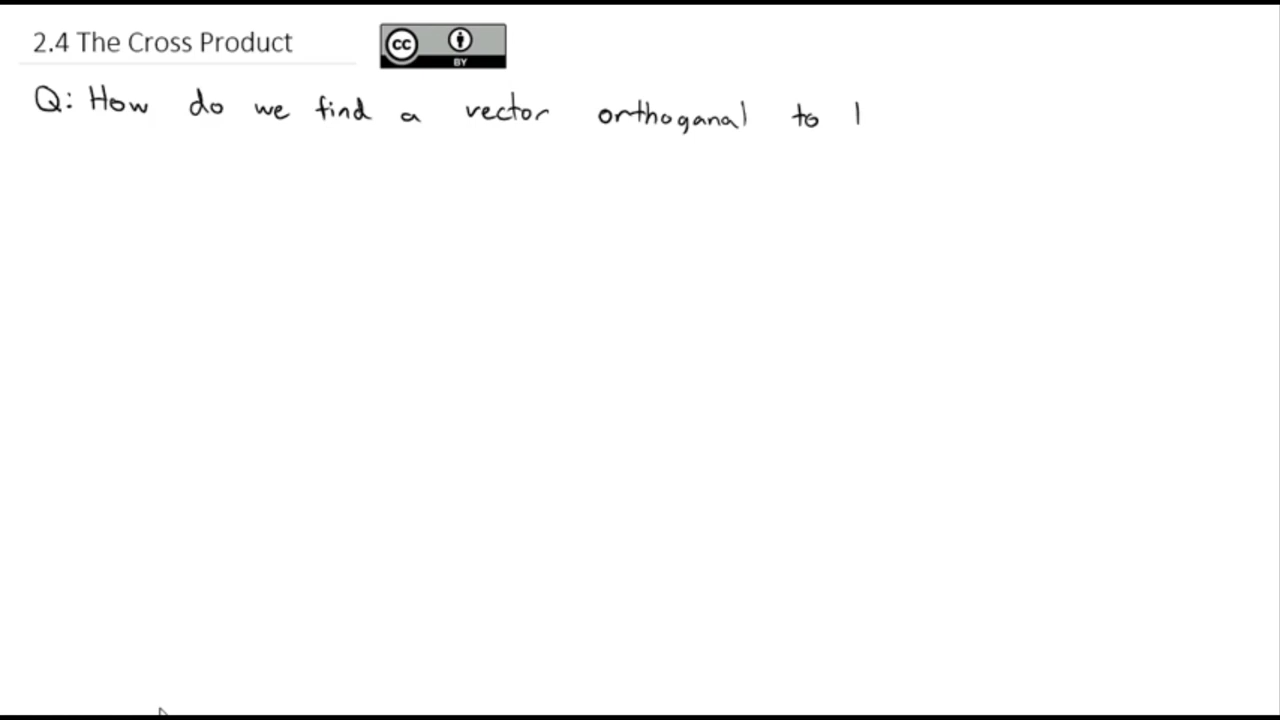 2.4 The Cross Product
cc
BY
Q: How do we find a vector orthoganal to